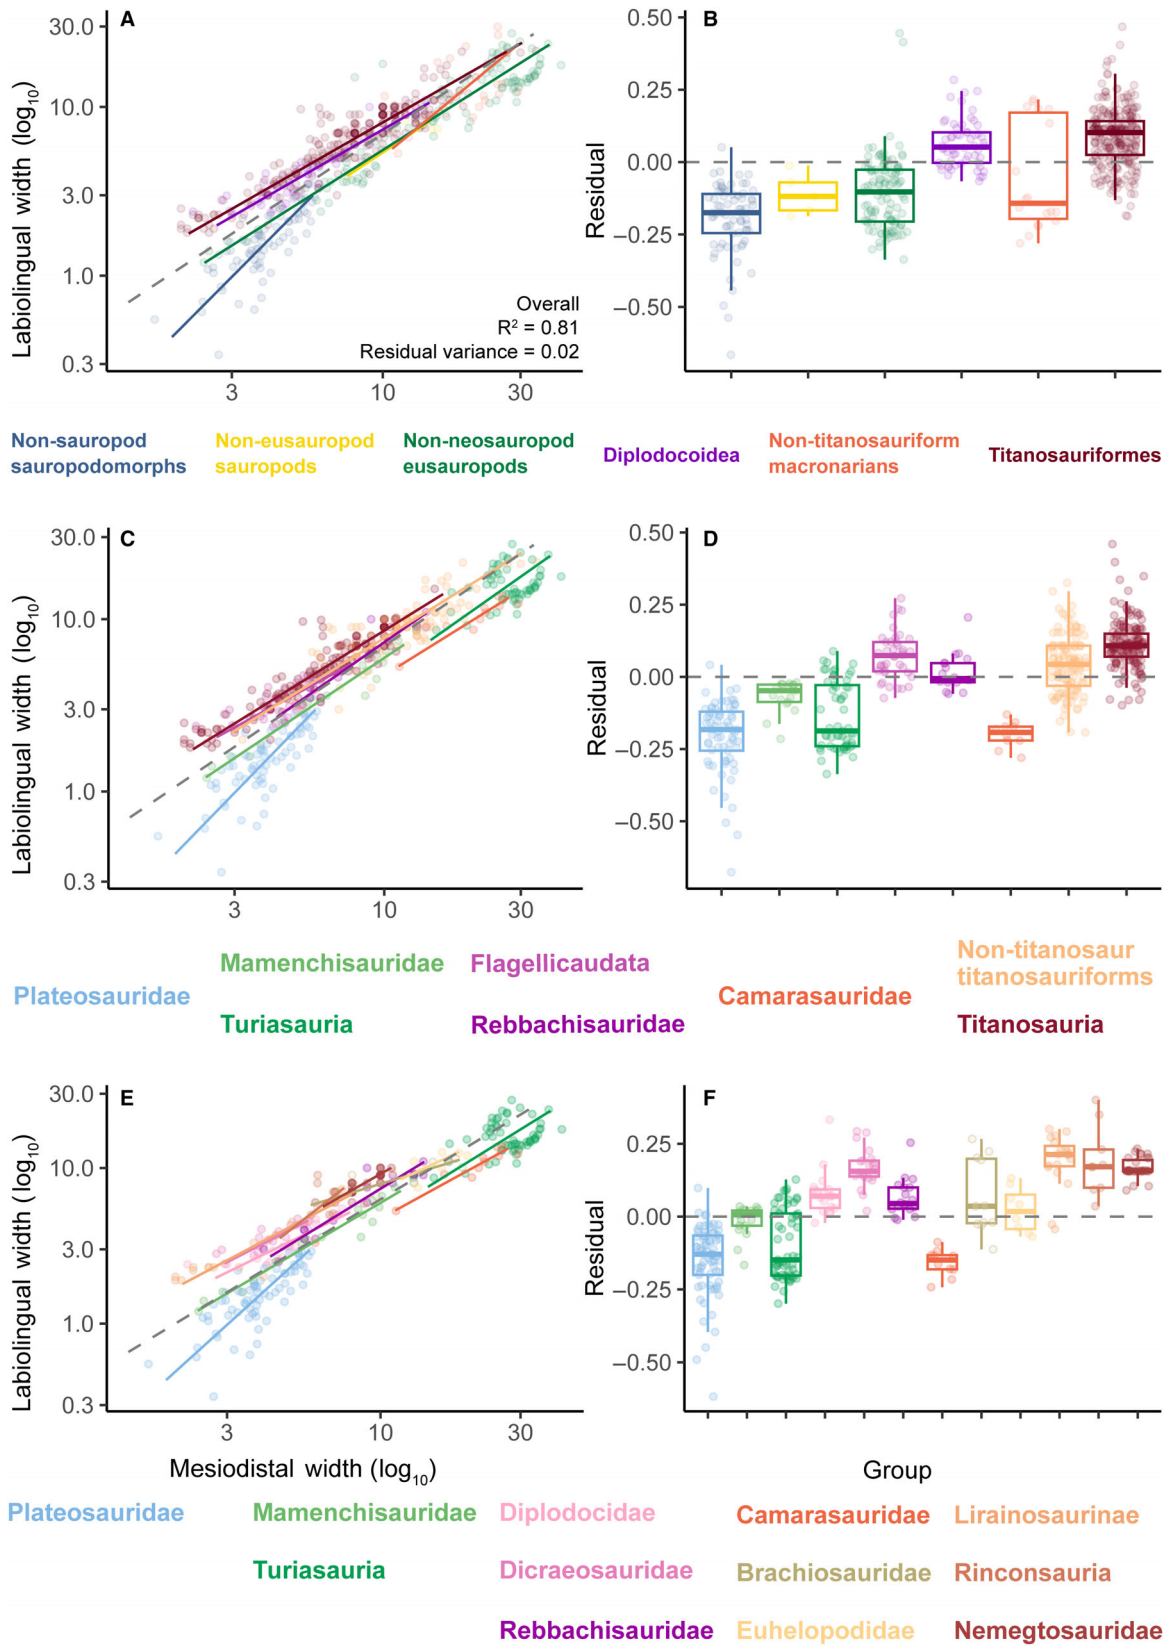 A
30.0
10.0
3.0
1.0
0.3
Labiolingual width (log10)
Overall
R² = 0.81
Residual variance = 0.02
3 10 30
B
0.50
0.25
0.00
−0.25
−0.50
Residual
Non-sauropod
sauropodomorphs
Non-eusauropod
sauropods
Non-neosauropod
eusauropods
Diplodocoidea
Non-titanosauriform
macronarians
Titanosauriformes
C
30.0
10.0
3.0
1.0
0.3
Labiolingual width (log10)
3 10 30
D
0.50
0.25
0.00
−0.25
−0.50
Residual
Plateosauridae
Mamenchisauridae
Turiasauria
Flagellicaudata
Rebbachisauridae
Camarasauridae
Non-titanosaur
titanosauriforms
Titanosauria
E
30.0
10.0
3.0
1.0
0.3
Labiolingual width (log10)
3 10 30
Mesiodistal width (log10)
F
0.25
0.00
−0.25
−0.50
Residual
Group
Plateosauridae
Mamenchisauridae
Turiasauria
Diplodocidae
Dicraeosauridae
Rebbachisauridae
Camarasauridae
Brachiosauridae
Euhelopodidae
Lirainosaurinae
Rinconsauria
Nemegtosauridae